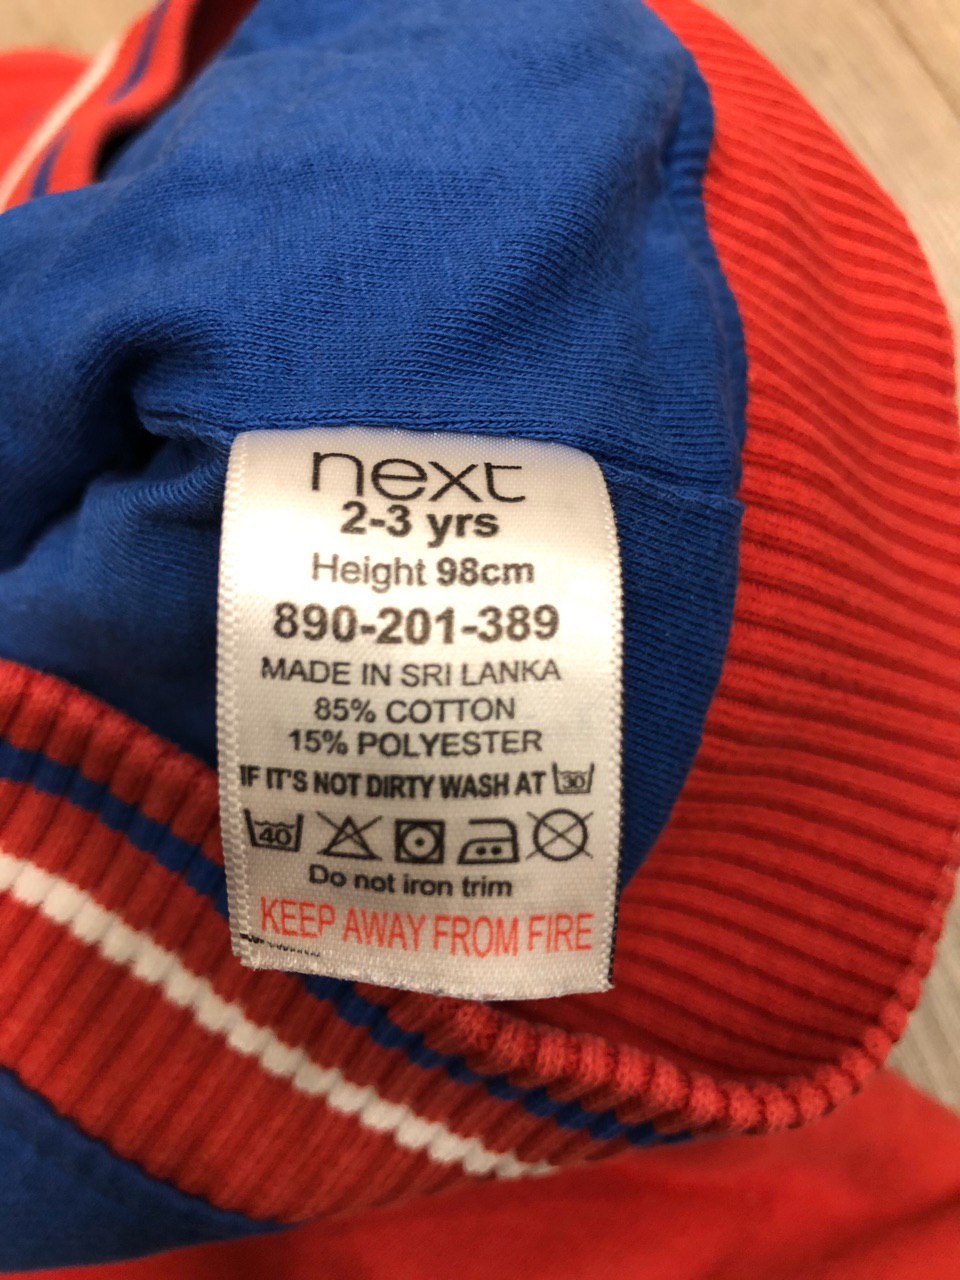 next
2-3 yrs
Height 98cm
890-201-389
MADE IN SRI LANKA
85% COTTON
15% POLYESTER
IF IT'S NOT DIRTY WASH AT 30
40
Do not iron trim
KEEP AWAY FROM FIRE